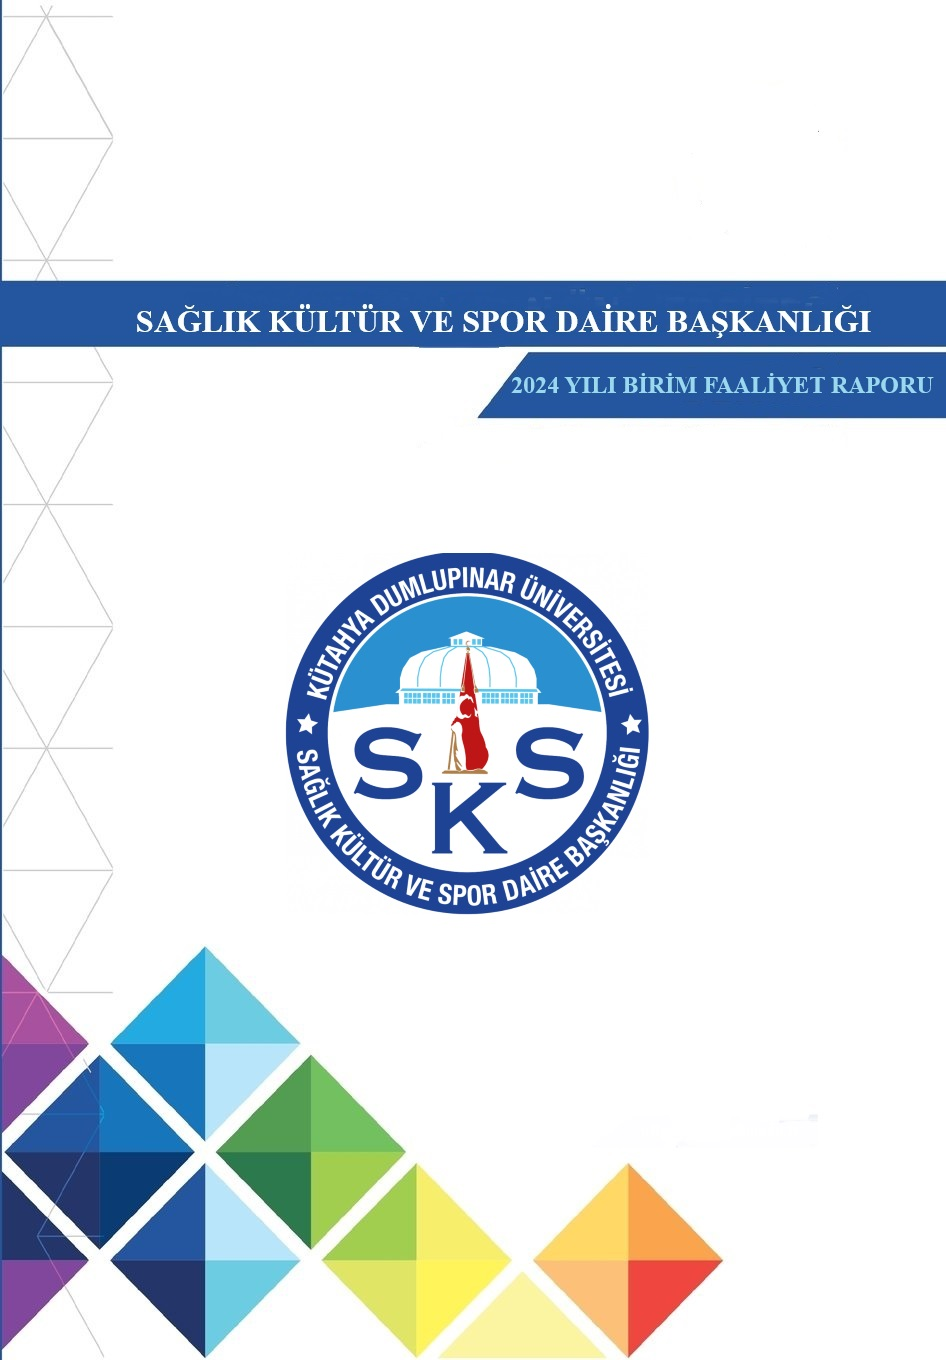 SAĞLIK KÜLTÜR VE SPOR DAİRE BAŞKANLIĞI
2024 YILI BİRİM FAALİYET RAPORU
KÜTAHYA DUMLUPINAR ÜNİVERSİTESİ
S K S
SAĞLIK KÜLTÜR VE SPOR DAİRE BAŞKANLIĞI